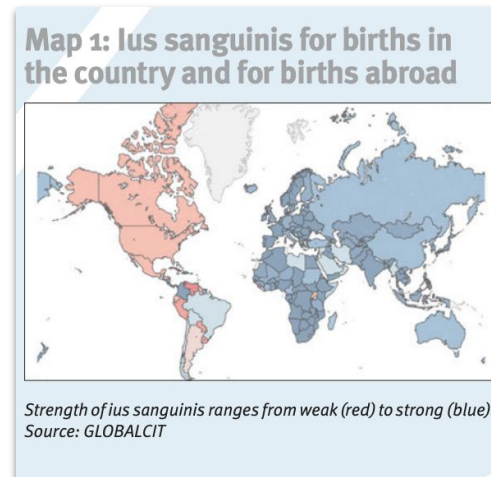 Map 1: Ius sanguinis for births in
the country and for births abroad
Strength of ius sanguinis ranges from weak (red) to strong (blue)
Source: GLOBALCIT